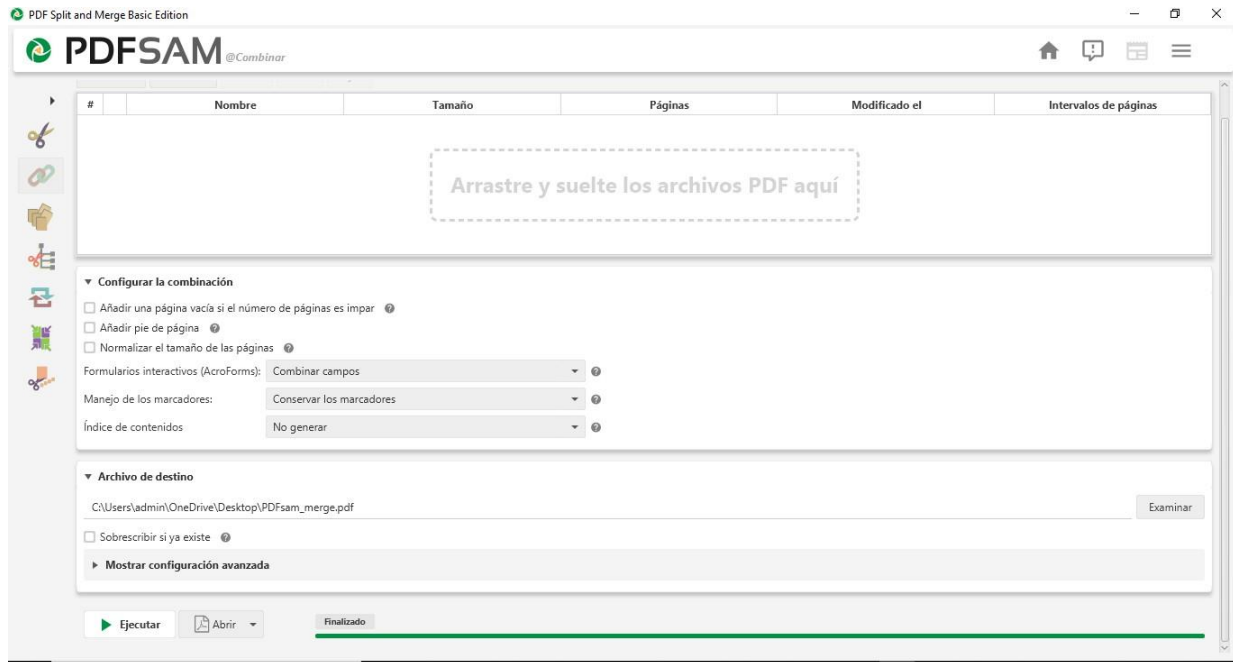 PDF Split and Merge Basic Edition
PDFSAM @Combinar
# Nombre Tamaño Páginas Modificado el Intervalos de páginas
Arrastre y suelte los archivos PDF aquí
Configurar la combinación
Añadir una página vacía si el número de páginas es impar
Añadir pie de página
Normalizar el tamaño de las páginas
Formularios interactivos (AcroForms): Combinar campos
Manejo de los marcadores: Conservar los marcadores
Índice de contenidos No generar
Archivo de destino
C:\Users\admin\OneDrive\Desktop\PDFsam_merge.pdf Examinar
Sobrescribir si ya existe
Mostrar configuración avanzada
Ejecutar Abrir Finalizado